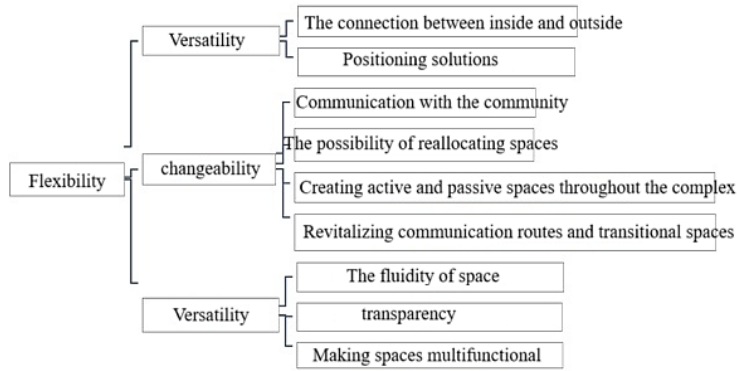 Flexibility
Versatility
The connection between inside and outside
Positioning solutions
changeability
Communication with the community
The possibility of reallocating spaces
Creating active and passive spaces throughout the complex
Revitalizing communication routes and transitional spaces
Versatility
The fluidity of space
transparency
Making spaces multifunctional